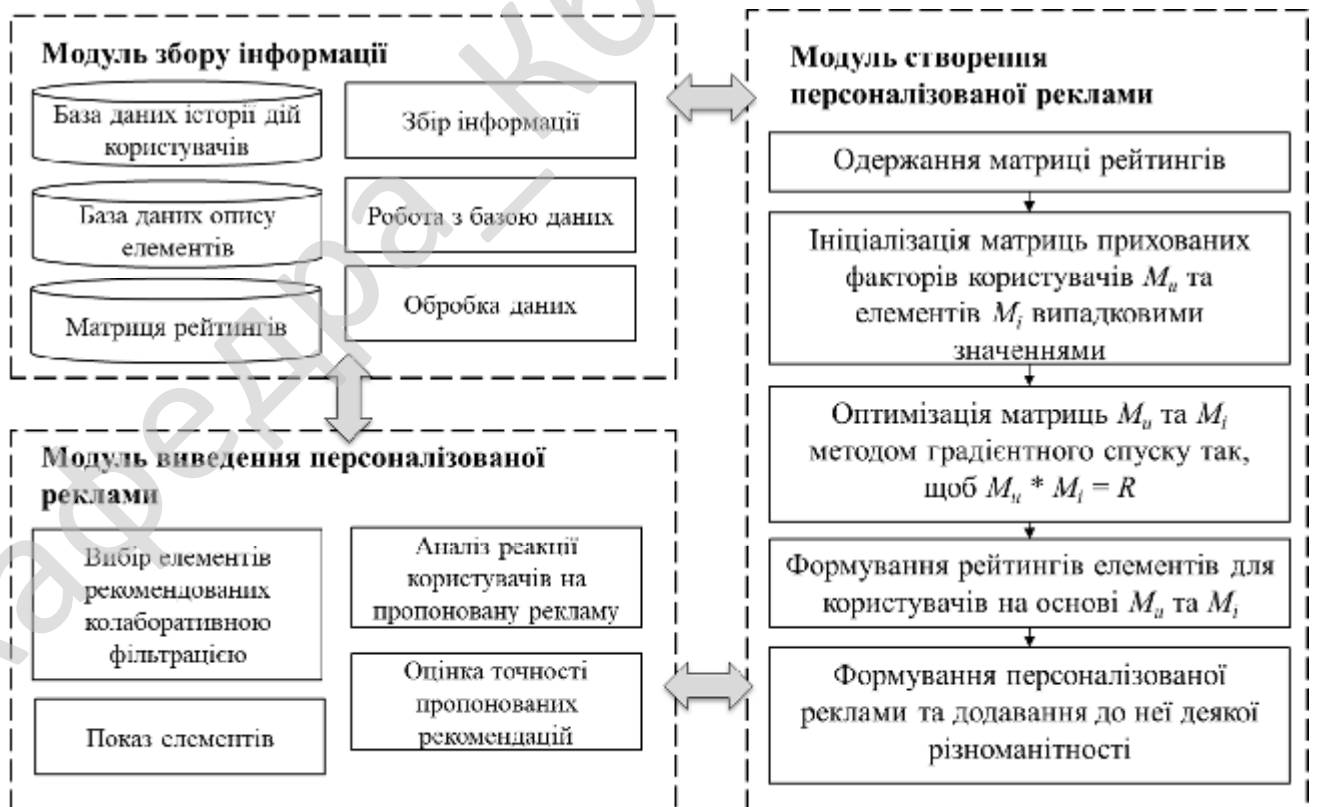 Модуль збору інформації
База даних історії дій
користувачів
База даних опису
елементів
Матриця рейтингів
Збір інформації
Робота з базою даних
Обробка даних
Модуль виведення персоналізованої
реклами
Вибір елементів
рекомендованих
колаборативною
фільтрацією
Показ елементів
Аналіз реакції
користувачів на
пропоновану рекламу
Оцінка точності
пропонованих
рекомендацій
Модуль створення
персоналізованої реклами
Одержання матриці рейтингів
Ініціалізація матриць прихованих
факторів користувачів Mu та
елементів Mi випадковими
значеннями
Оптимізація матриць Mu та Mi
методом градієнтного спуску так,
щоб Mu * Mi = R
Формування рейтингів елементів для
користувачів на основі Mu та Mi
Формування персоналізованої
реклами та додавання до неї деякої
різноманітності